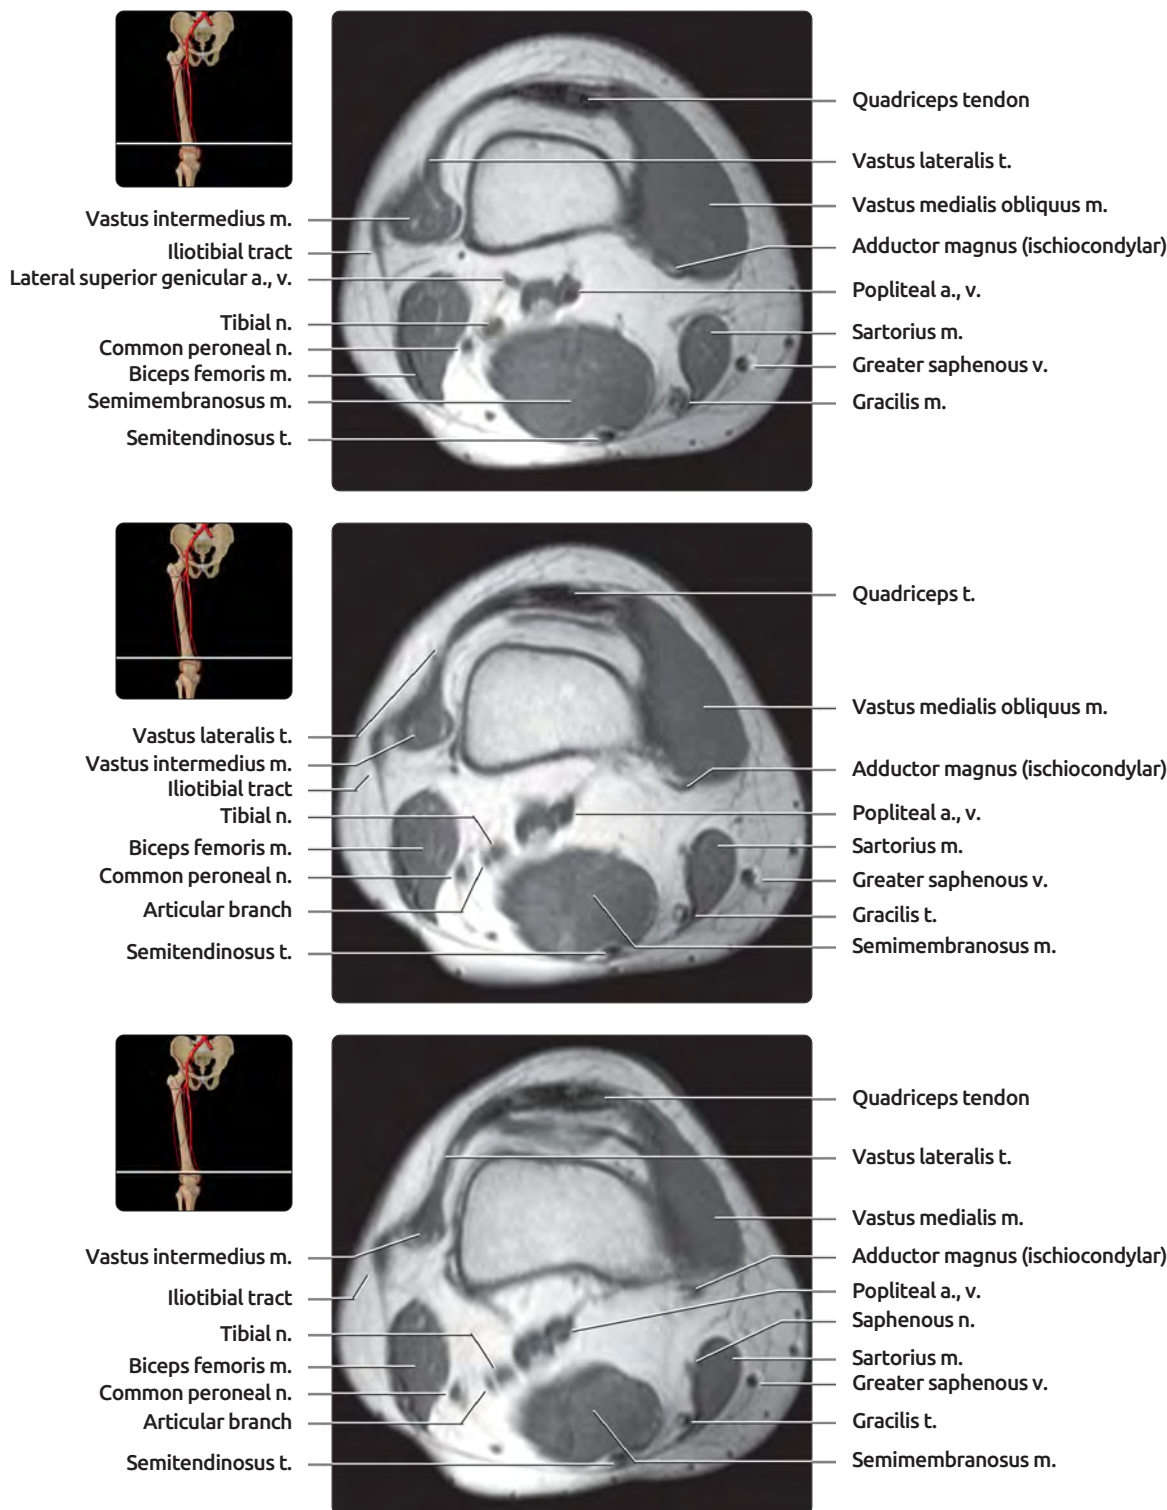 Quadriceps tendon
Vastus lateralis t.
Vastus intermedius m.
Vastus medialis obliquus m.
Iliotibial tract
Adductor magnus (ischiocondylar)
Lateral superior genicular a., v.
Popliteal a., v.
Tibial n.
Sartorius m.
Common peroneal n.
Greater saphenous v.
Biceps femoris m.
Semimembranosus m.
Gracilis m.
Semitendinosus t.
Quadriceps t.
Vastus lateralis t.
Vastus medialis obliquus m.
Vastus intermedius m.
Adductor magnus (ischiocondylar)
Iliotibial tract
Tibial n.
Popliteal a., v.
Biceps femoris m.
Sartorius m.
Common peroneal n.
Greater saphenous v.
Articular branch
Gracilis t.
Semitendinosus t.
Semimembranosus m.
Quadriceps tendon
Vastus lateralis t.
Vastus medialis m.
Vastus intermedius m.
Adductor magnus (ischiocondylar)
Iliotibial tract
Popliteal a., v.
Saphenous n.
Tibial n.
Sartorius m.
Biceps femoris m.
Greater saphenous v.
Common peroneal n.
Articular branch
Gracilis t.
Semitendinosus t.
Semimembranosus m.